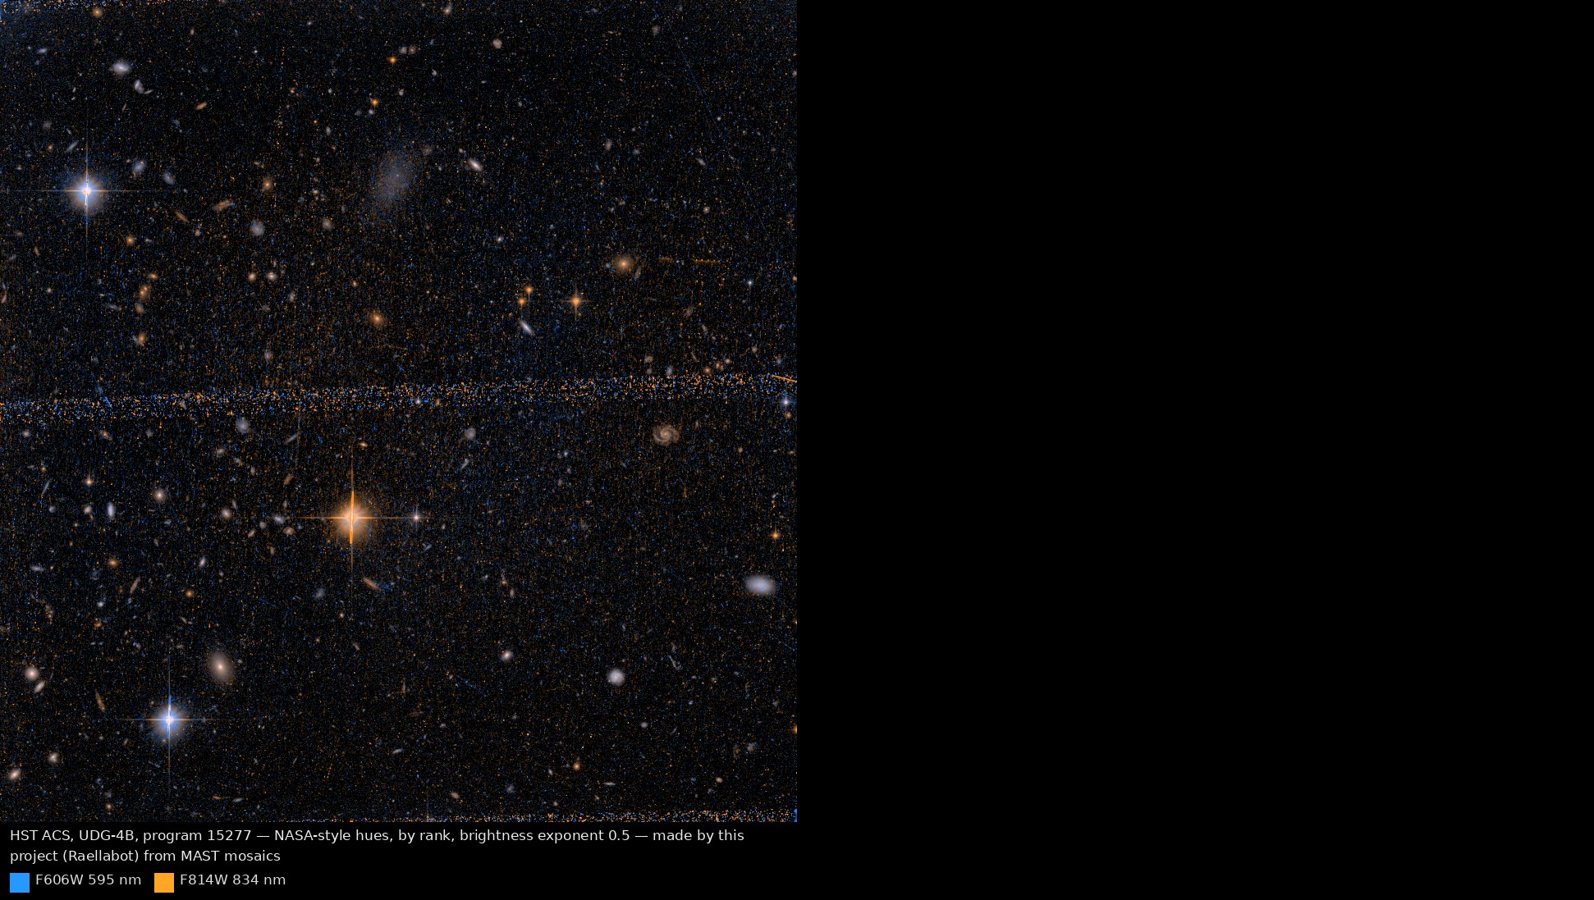 HST ACS, UDG-4B, program 15277 — NASA-style hues, by rank, brightness exponent 0.5 — made by this
project (Raellabot) from MAST mosaics
F606W 595 nm F814W 834 nm